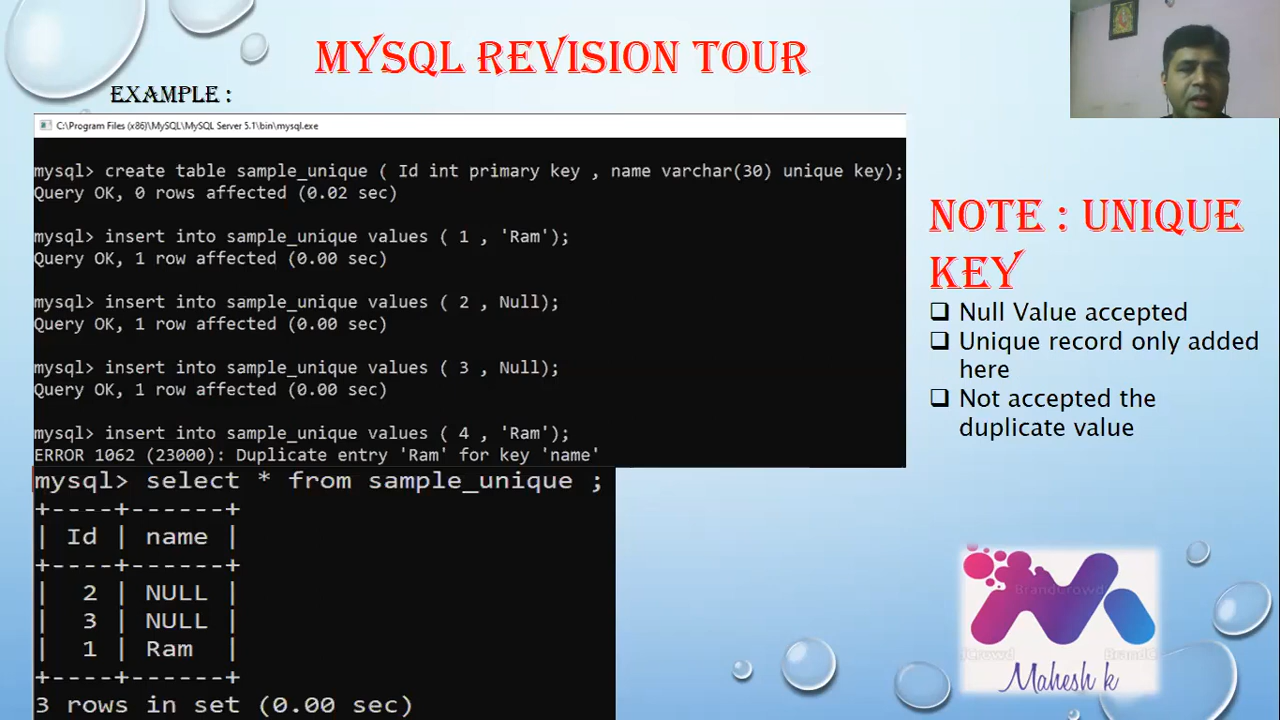 MYSQL REVISION TOUR
EXAMPLE :
C:\Program Files (x86)\MySQL\MySQL Server 5.1\bin\mysql.exe
mysql> create table sample_unique ( Id int primary key , name varchar(30) unique key);
Query OK, 0 rows affected (0.02 sec)
mysql> insert into sample_unique values ( 1 , 'Ram');
Query OK, 1 row affected (0.00 sec)
mysql> insert into sample_unique values ( 2 , Null);
Query OK, 1 row affected (0.00 sec)
mysql> insert into sample_unique values ( 3 , Null);
Query OK, 1 row affected (0.00 sec)
mysql> insert into sample_unique values ( 4 , 'Ram');
ERROR 1062 (23000): Duplicate entry 'Ram' for key 'name'
mysql> select * from sample_unique ;
+----+------+
| Id | name |
+----+------+
| 2 | NULL |
| 3 | NULL |
| 1 | Ram |
+----+------+
3 rows in set (0.00 sec)
NOTE : UNIQUE
KEY
Null Value accepted
Unique record only added
here
Not accepted the
duplicate value
BrandCrowd
Mahesh k